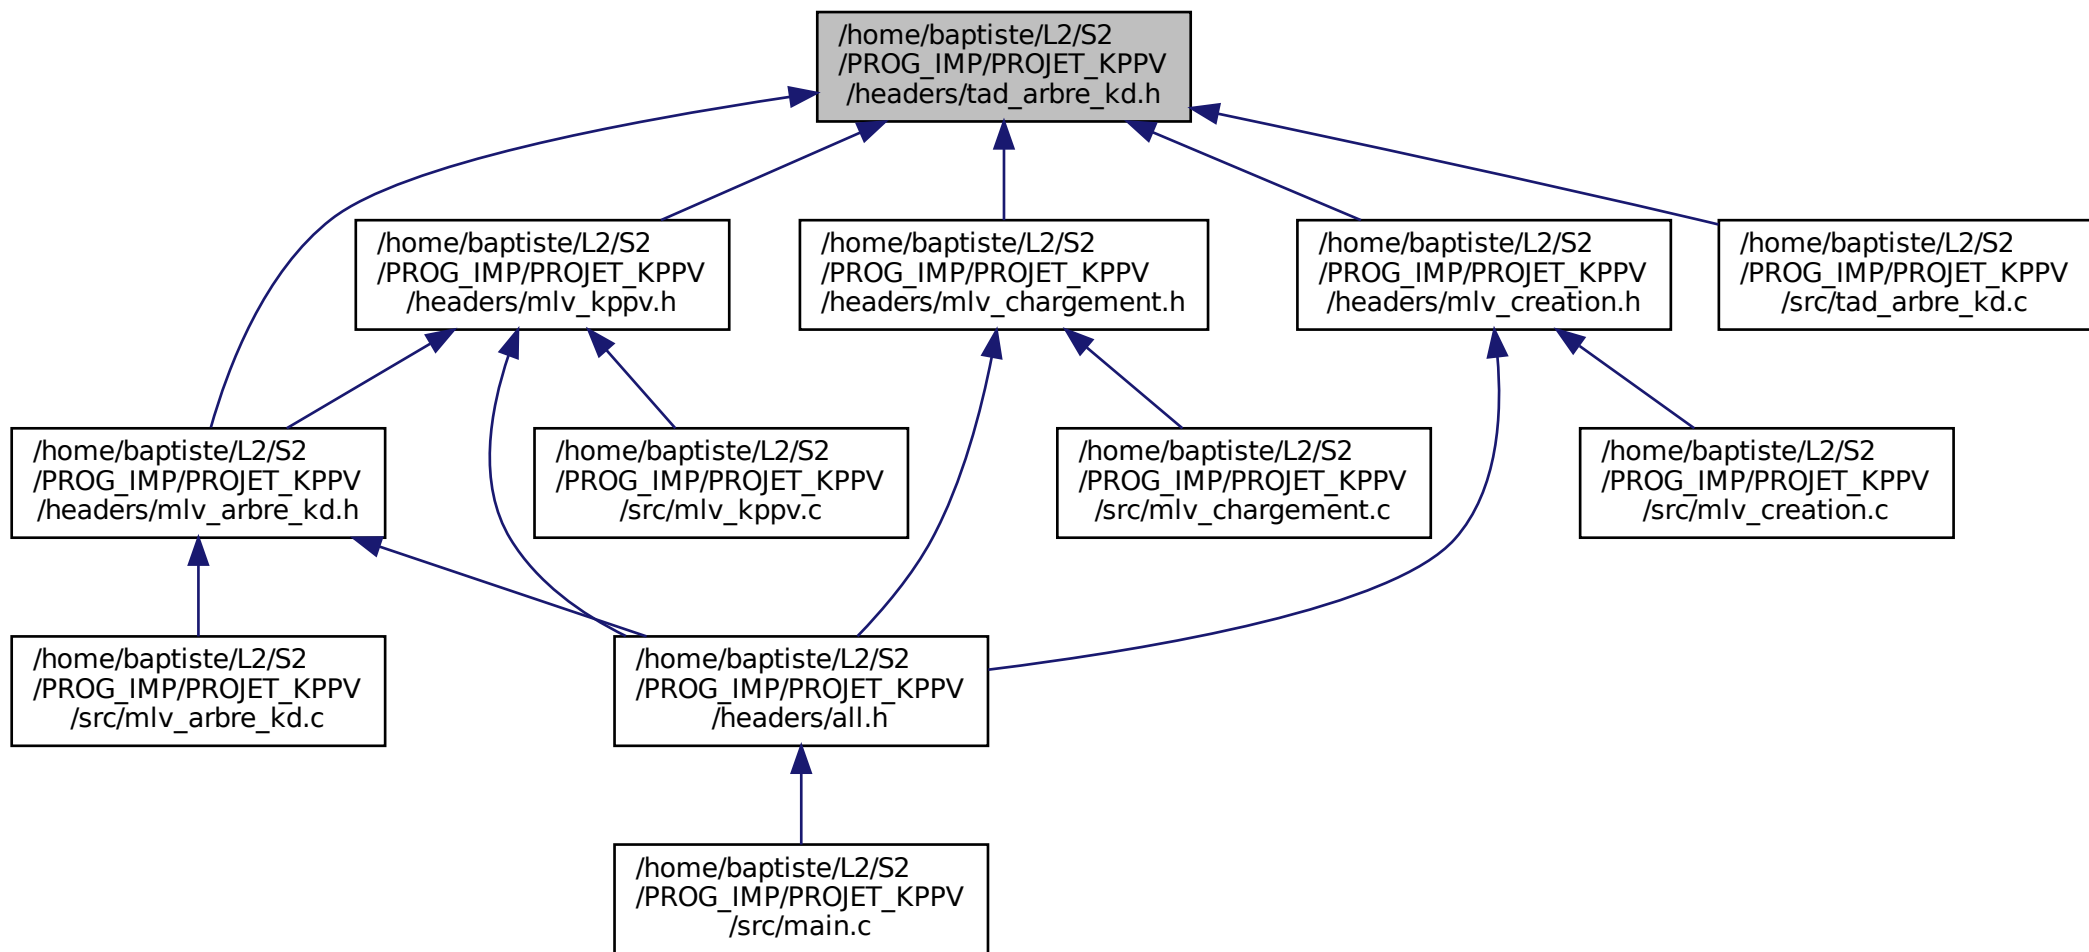 /home/baptiste/L2/S2
/PROG_IMP/PROJET_KPPV
/headers/tad_arbre_kd.h
/home/baptiste/L2/S2
/PROG_IMP/PROJET_KPPV
/headers/mlv_kppv.h
/home/baptiste/L2/S2
/PROG_IMP/PROJET_KPPV
/headers/mlv_chargement.h
/home/baptiste/L2/S2
/PROG_IMP/PROJET_KPPV
/headers/mlv_creation.h
/home/baptiste/L2/S2
/PROG_IMP/PROJET_KPPV
/src/tad_arbre_kd.c
/home/baptiste/L2/S2
/PROG_IMP/PROJET_KPPV
/headers/mlv_arbre_kd.h
/home/baptiste/L2/S2
/PROG_IMP/PROJET_KPPV
/src/mlv_kppv.c
/home/baptiste/L2/S2
/PROG_IMP/PROJET_KPPV
/src/mlv_chargement.c
/home/baptiste/L2/S2
/PROG_IMP/PROJET_KPPV
/src/mlv_creation.c
/home/baptiste/L2/S2
/PROG_IMP/PROJET_KPPV
/src/mlv_arbre_kd.c
/home/baptiste/L2/S2
/PROG_IMP/PROJET_KPPV
/headers/all.h
/home/baptiste/L2/S2
/PROG_IMP/PROJET_KPPV
/src/main.c